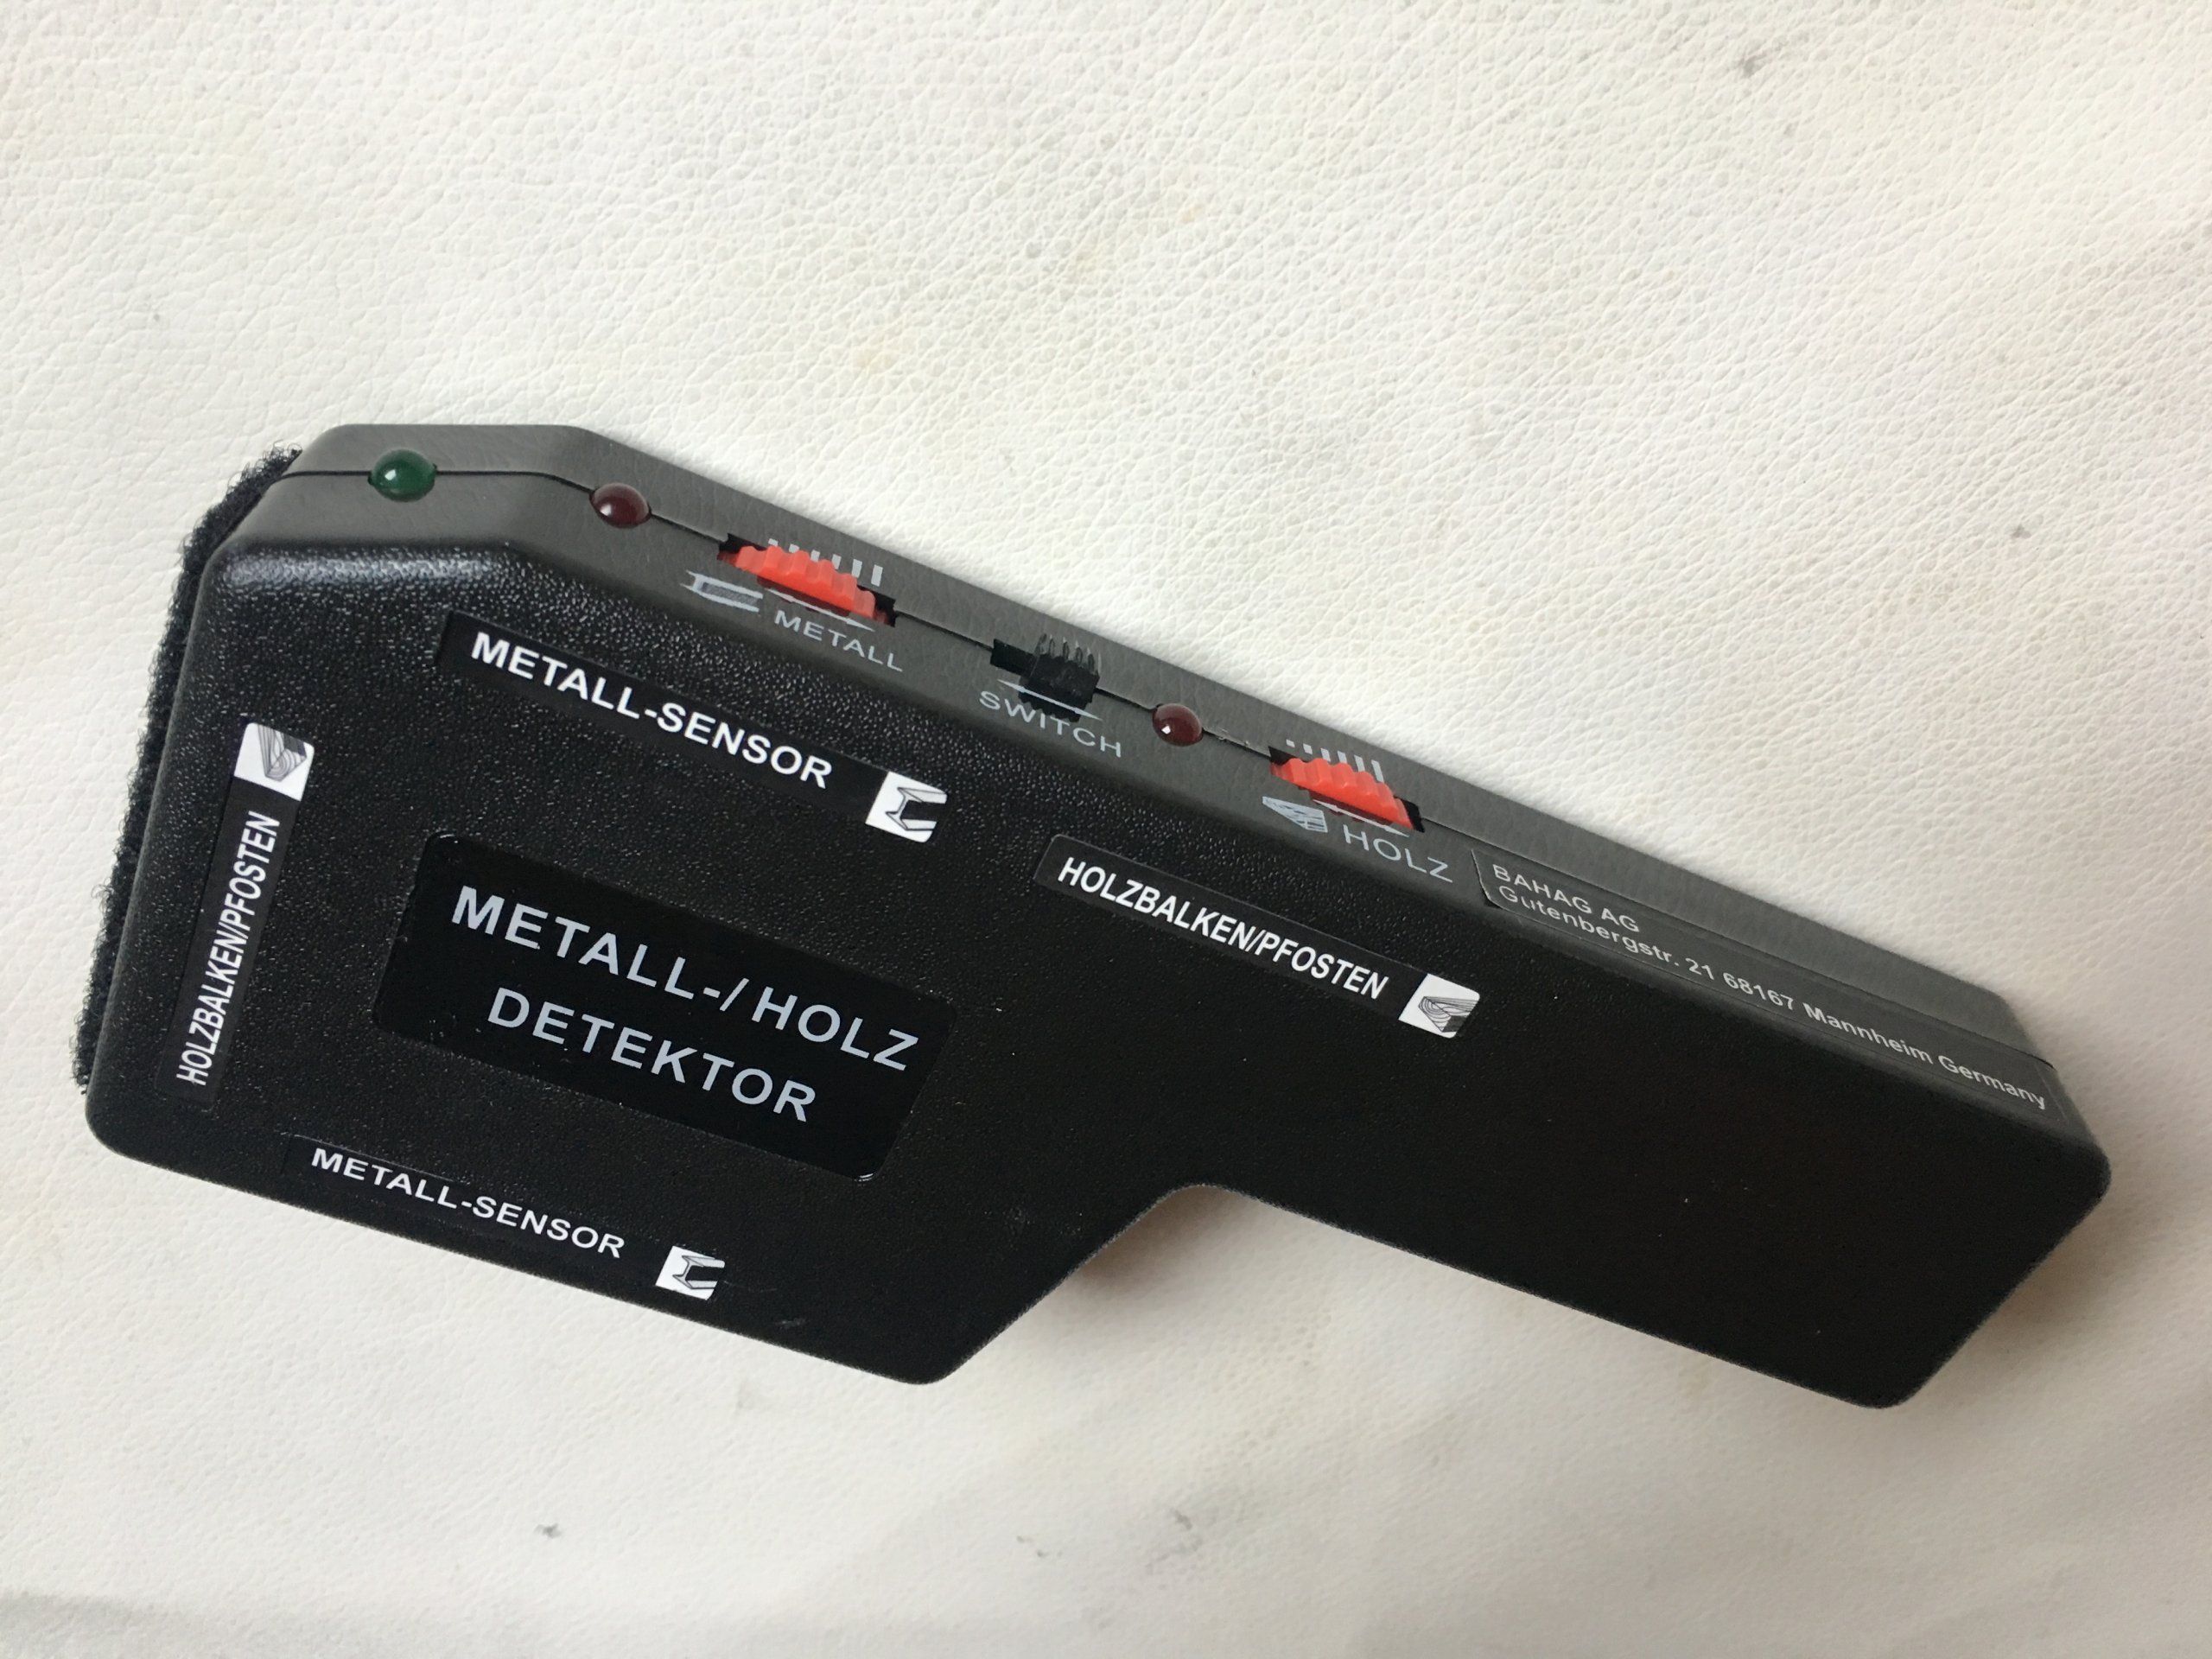 METALL
SWITCH
HOLZ
BAHAG AG
Gutenbergstr. 21 68167 Mannheim Germany
METALL-SENSOR
HOLZBALKEN/PFOSTEN
HOLZBALKEN/PFOSTEN
METALL-/HOLZ
DETEKTOR
METALL-SENSOR